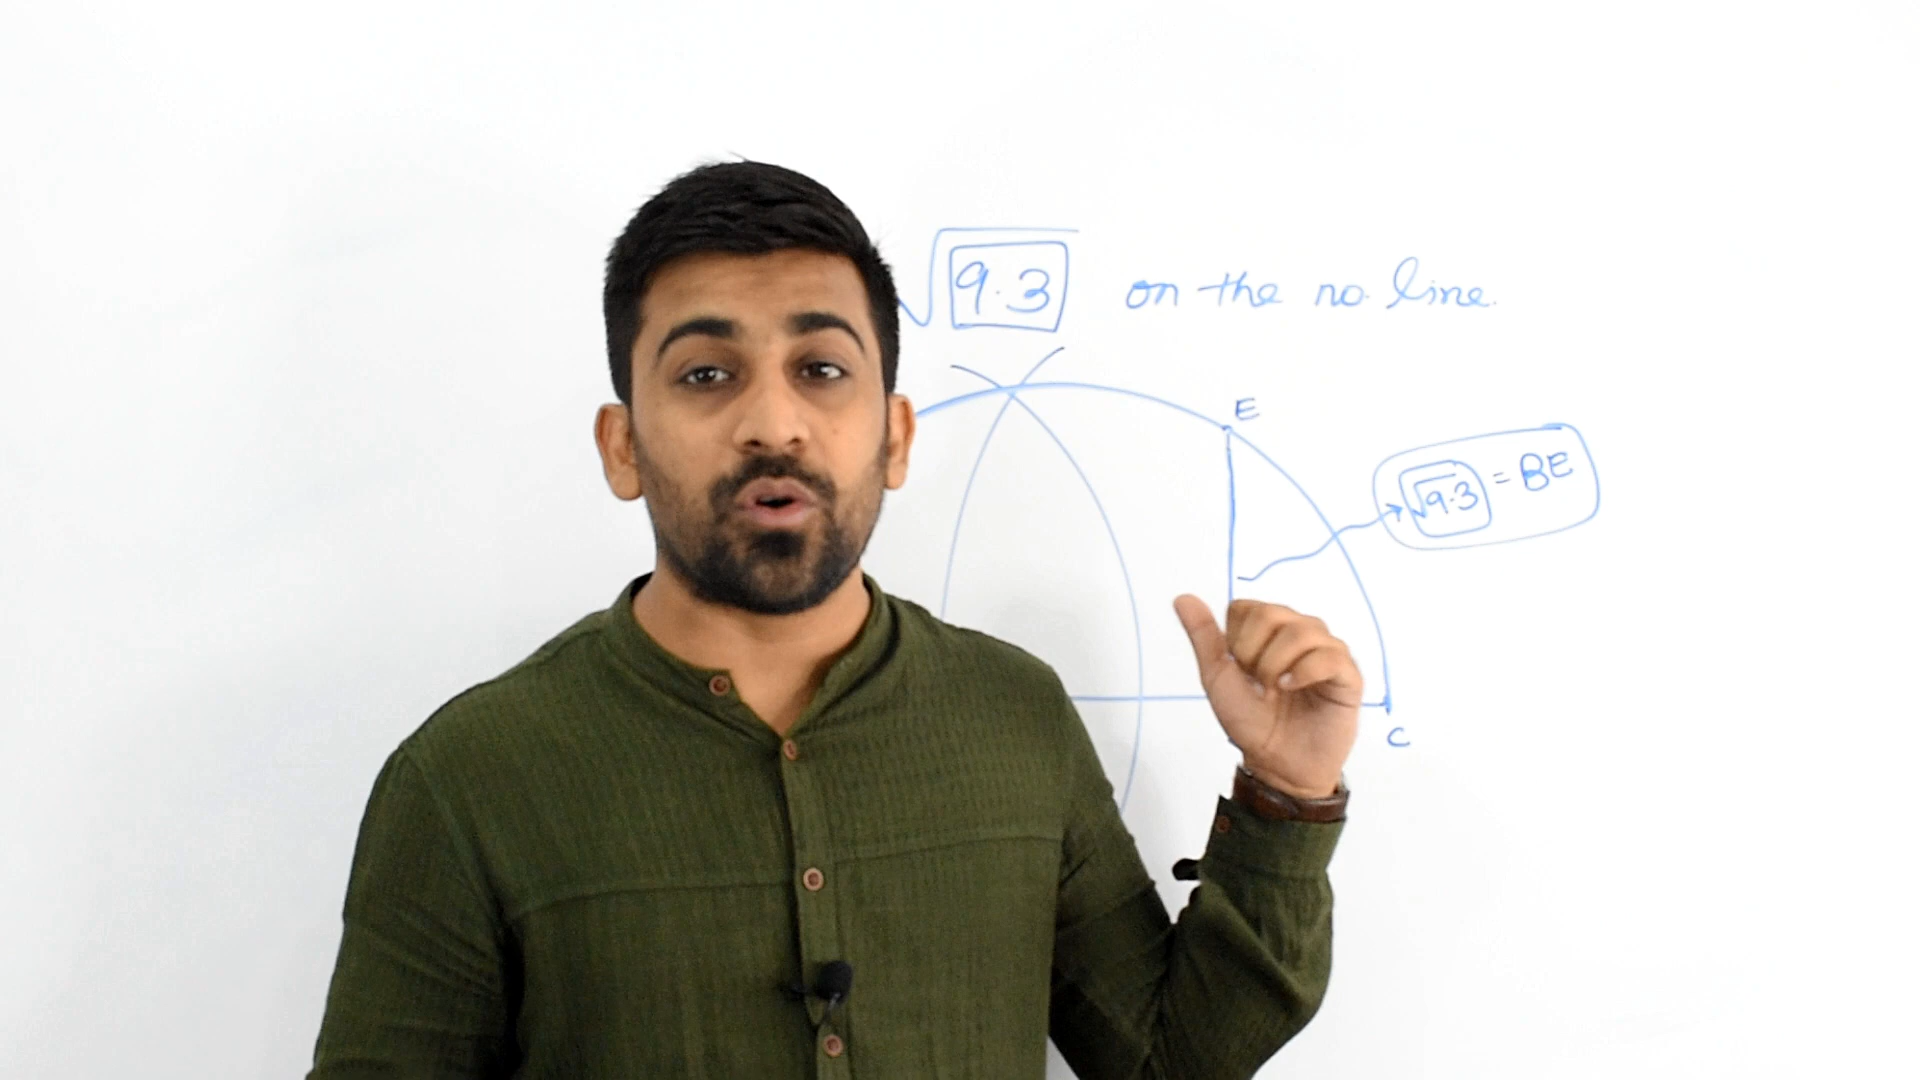 √9.3 on the no. line.
E
√9.3 = BE
C